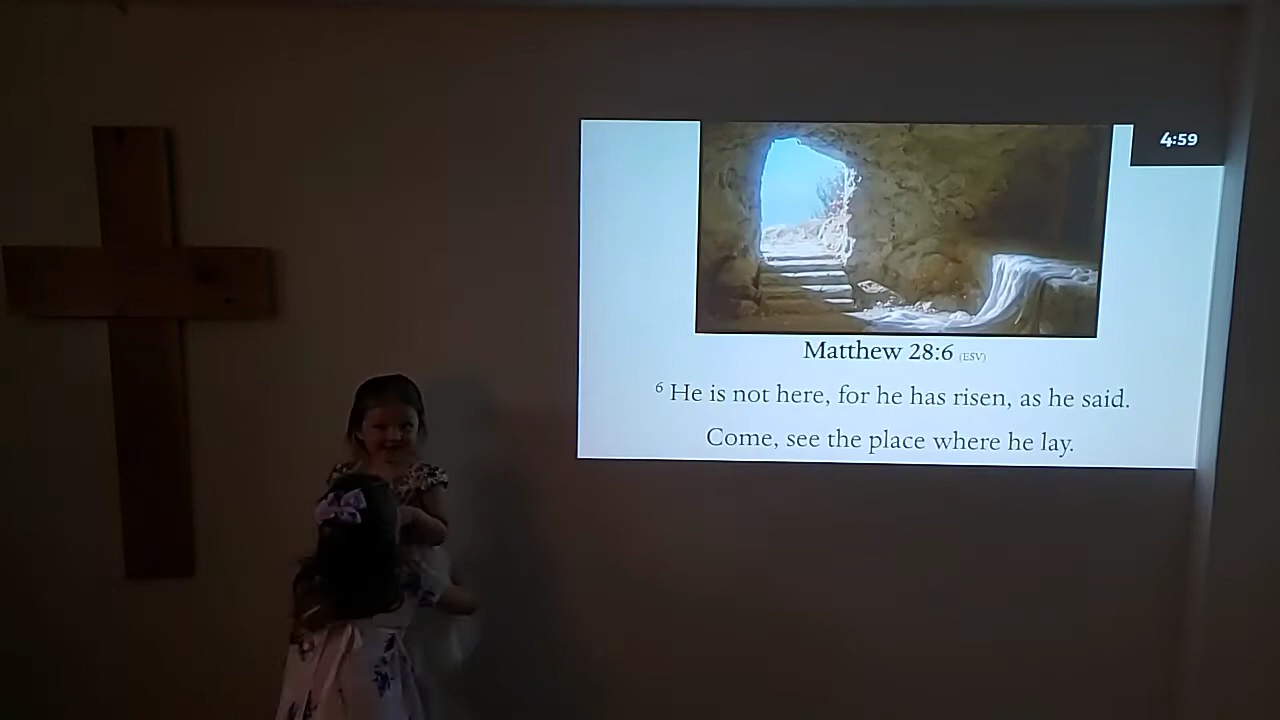 4:59
Matthew 28:6 (ESV)
6 He is not here, for he has risen, as he said.
Come, see the place where he lay.